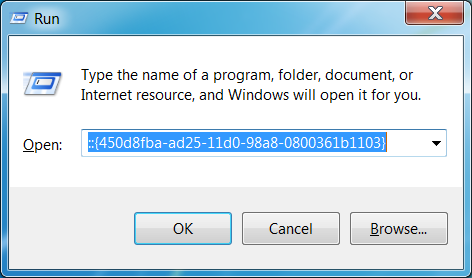 Run
Type the name of a program, folder, document, or
Internet resource, and Windows will open it for you.
Open: ::{450d8fba-ad25-11d0-98a8-0800361b1103}
OK Cancel Browse...